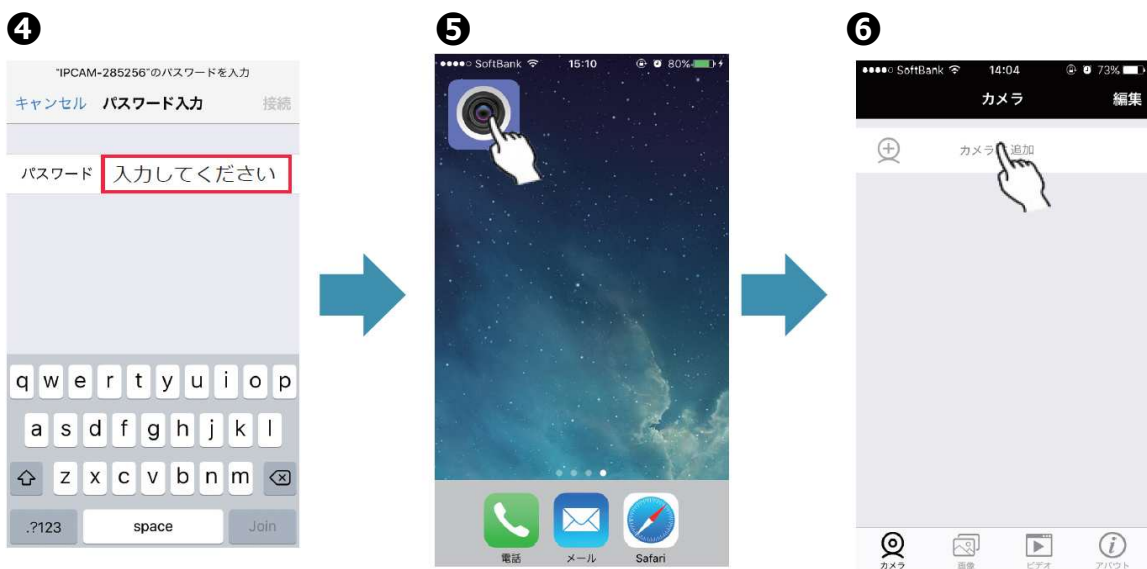 ❹
"IPCAM-285256"のパスワードを入力
キャンセル パスワード入力 接続
パスワード 入力してください
q w e r t y u i o p
a s d f g h j k l
z x c v b n m
.?123 space Join
❺
SoftBank 15:10 80%
電話 メール Safari
❻
SoftBank 14:04 73%
カメラ 編集
カメラ 追加
カメラ 画像 ビデオ アバウト